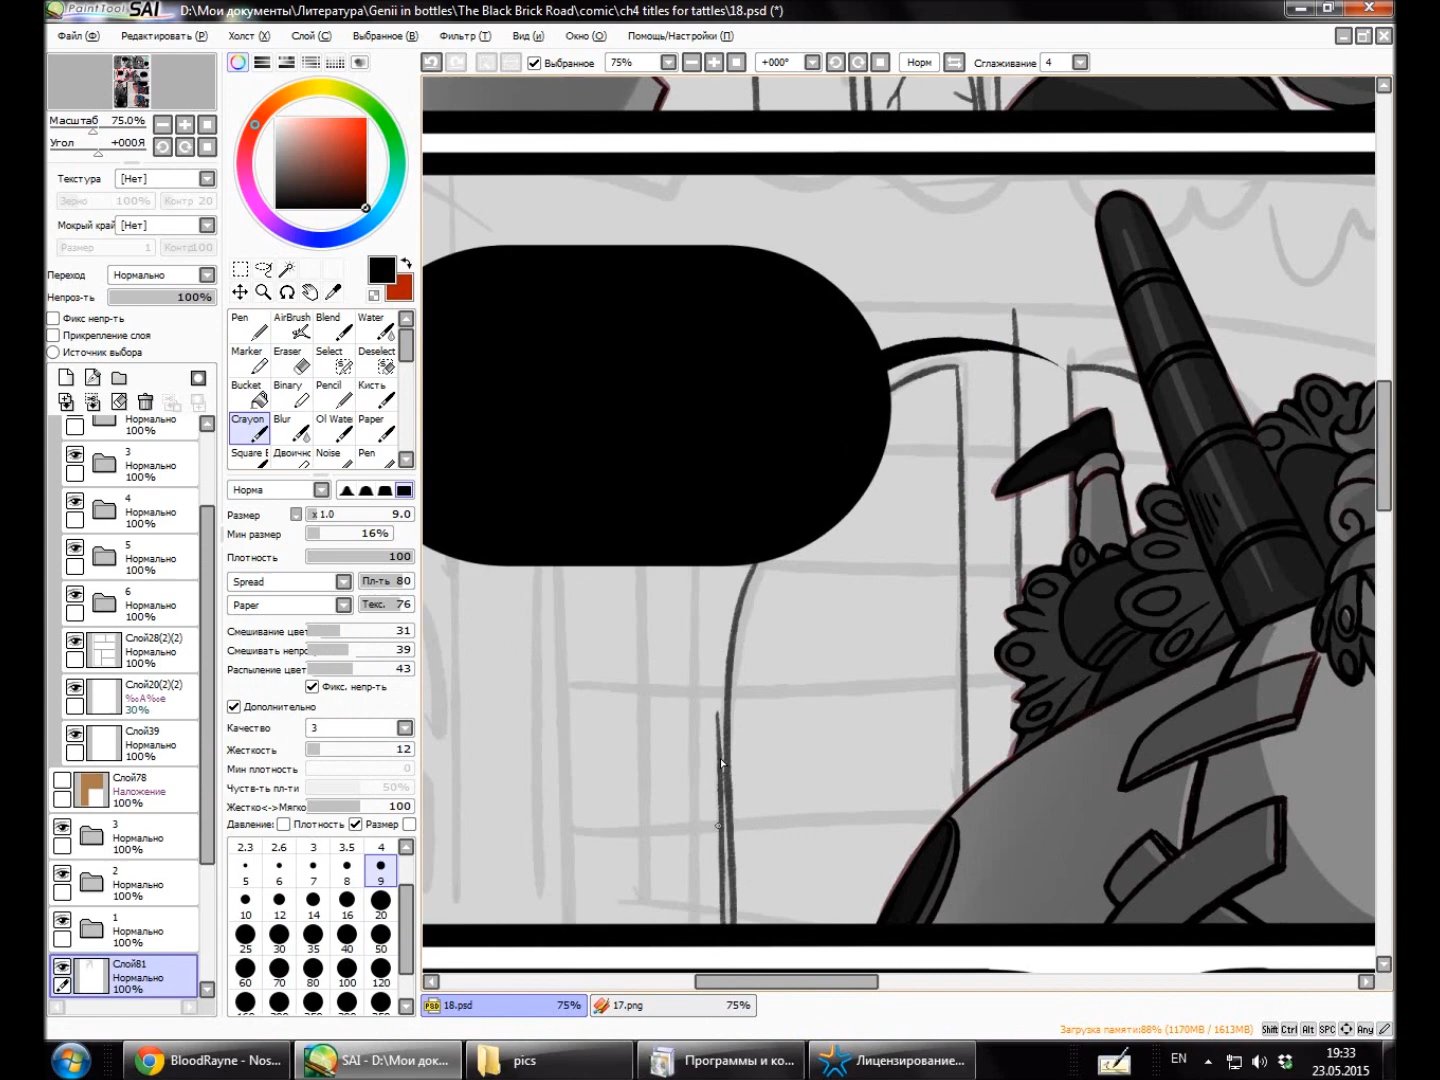 PaintTool SAI D:\Мои документы\Литература\Genii in bottles\The Black Brick Road\comic\ch4 titles for tattles\18.psd (*)
Файл (Ф) Редактировать (Р) Холст (X) Слой (C) Выбранное (B) Фильтр (T) Вид (и) Окно (O) Помощь/Настройки (П)
Выбранное 75% +000° Норм Сглаживание 4
Масштаб 75.0%
Угол +000Я
Текстура [Нет]
Зерно 100% Контр 20
Мокрый край [Нет]
Размер 1 Контр100
Переход Нормально
Непроз-ть 100%
Фикс непр-ть
Прикрепление слоя
Источник выбора
Нормально
100%
3
Нормально
100%
4
Нормально
100%
5
Нормально
100%
6
Нормально
100%
Слой28(2)(2)
Нормально
100%
Слой20(2)(2)
‰А‰е
30%
Слой39
Нормально
100%
Слой78
Наложение
100%
3
Нормально
100%
2
Нормально
100%
1
Нормально
100%
Слой81
Нормально
100%
Pen AirBrush Blend Water
Marker Eraser Select Deselect
Bucket Binary Pencil Кисть
Crayon Blur Ol Wate Paper
Square E Двоичнс Noise Pen
Норма
Размер x 1.0 9.0
Мин размер 16%
Плотность 100
Spread Пл-ть 80
Paper Текс. 76
Смешивание цвет 31
Смешивать непро 39
Распыление цвет 43
Фикс. непр-ть
Дополнительно
Качество 3
Жесткость 12
Мин плотность 0
Чуств-ть пл-ти 50%
Жестко<->Мягко 100
Давление: Плотность Размер
2.3 2.6 3 3.5 4
5 6 7 8 9
10 12 14 16 20
25 30 35 40 50
60 70 80 100 120
18.psd 75% 17.png 75%
Загрузка памяти:88% (1170MB / 1613MB) Shift Ctrl Alt SPC Any
BloodRayne - Nos... SAI - D:\Мои док... pics Программы и ко... Лицензирование... EN 19:33
23.05.2015